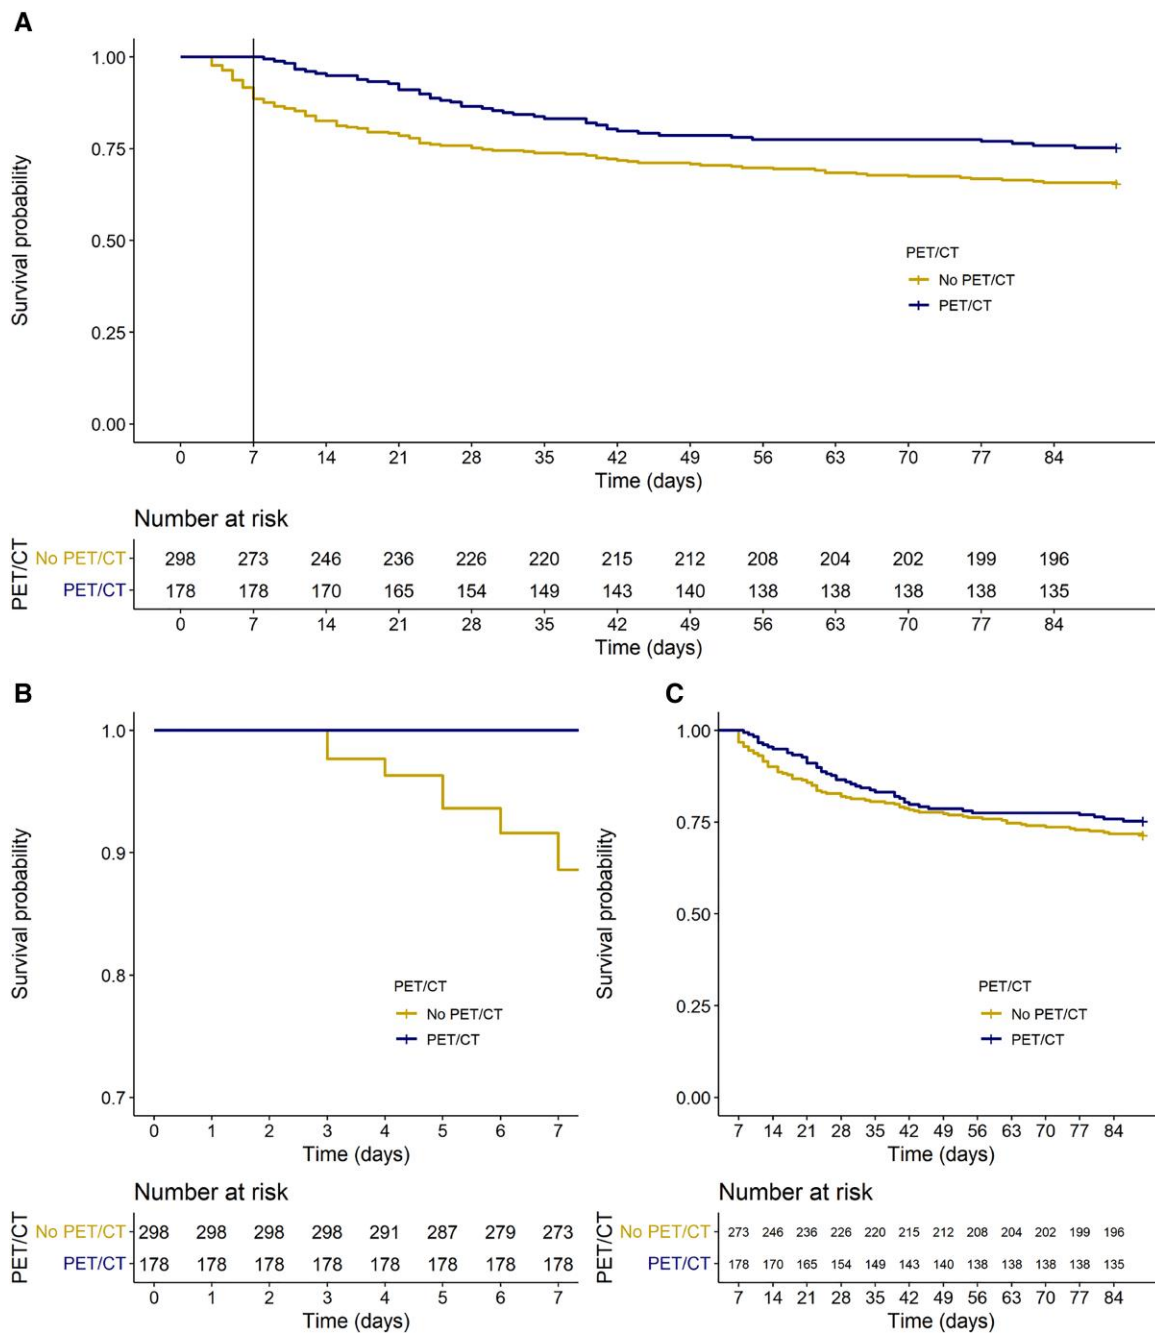 A
Survival probability
1.00
0.75
0.50
0.25
0.00
PET/CT
No PET/CT
PET/CT
0 7 14 21 28 35 42 49 56 63 70 77 84
Time (days)
Number at risk
PET/CT
No PET/CT 298 273 246 236 226 220 215 212 208 204 202 199 196
PET/CT 178 178 170 165 154 149 143 140 138 138 138 138 135
0 7 14 21 28 35 42 49 56 63 70 77 84
Time (days)
B
Survival probability
1.0
0.9
0.8
0.7
PET/CT
No PET/CT
PET/CT
0 1 2 3 4 5 6 7
Time (days)
Number at risk
PET/CT
No PET/CT 298 298 298 298 291 287 279 273
PET/CT 178 178 178 178 178 178 178 178
0 1 2 3 4 5 6 7
Time (days)
C
Survival probability
1.00
0.75
0.50
0.25
0.00
PET/CT
No PET/CT
PET/CT
7 14 21 28 35 42 49 56 63 70 77 84
Time (days)
Number at risk
PET/CT
No PET/CT 273 246 236 226 220 215 212 208 204 202 199 196
PET/CT 178 170 165 154 149 143 140 138 138 138 138 135
7 14 21 28 35 42 49 56 63 70 77 84
Time (days)